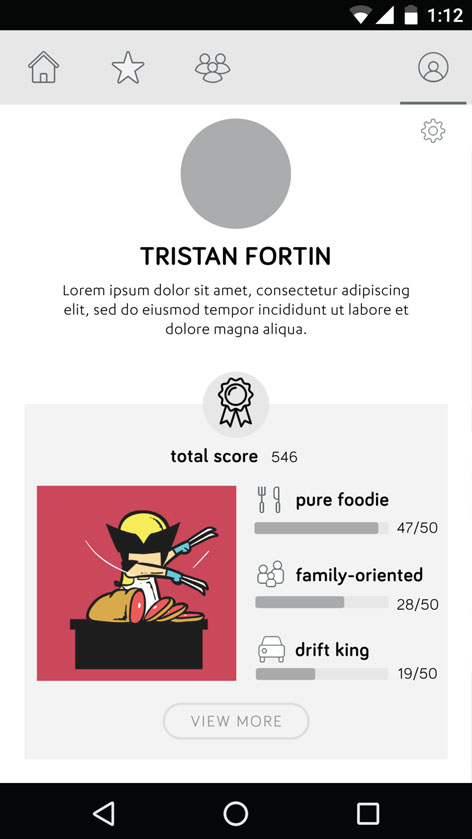 1:12
TRISTAN FORTIN
Lorem ipsum dolor sit amet, consectetur adipiscing
elit, sed do eiusmod tempor incididunt ut labore et
dolore magna aliqua.
total score 546
pure foodie
47/50
family-oriented
28/50
drift king
19/50
VIEW MORE